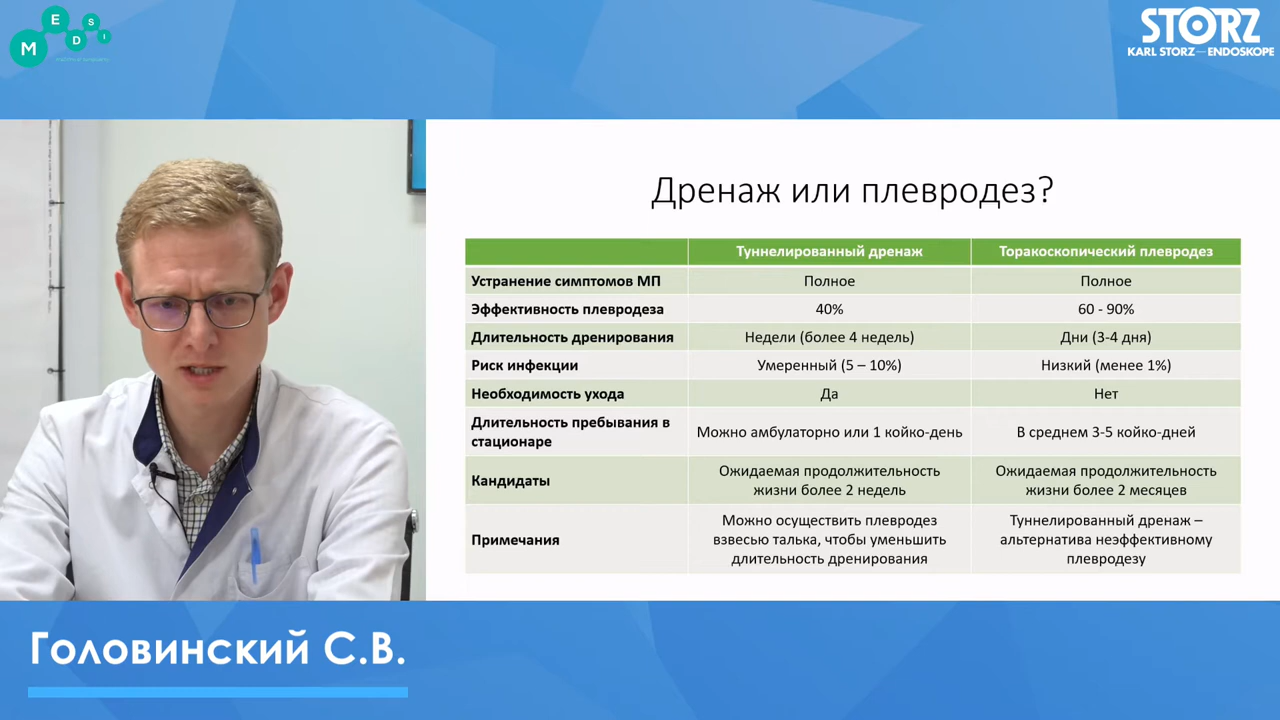 MEDSI
STORZ
KARL STORZ—ENDOSKOPE
Дренаж или плевродез?
Туннелированный дренаж
Торакоскопический плевродез
Устранение симптомов МП
Полное
Полное
Эффективность плевродеза
40%
60 - 90%
Длительность дренирования
Недели (более 4 недель)
Дни (3-4 дня)
Риск инфекции
Умеренный (5 – 10%)
Низкий (менее 1%)
Необходимость ухода
Да
Нет
Длительность пребывания в
стационаре
Можно амбулаторно или 1 койко-день
В среднем 3-5 койко-дней
Кандидаты
Ожидаемая продолжительность
жизни более 2 недель
Ожидаемая продолжительность
жизни более 2 месяцев
Примечания
Можно осуществить плевродез
взвесью талька, чтобы уменьшить
длительность дренирования
Туннелированный дренаж –
альтернатива неэффективному
плевродезу
Головинский С.В.